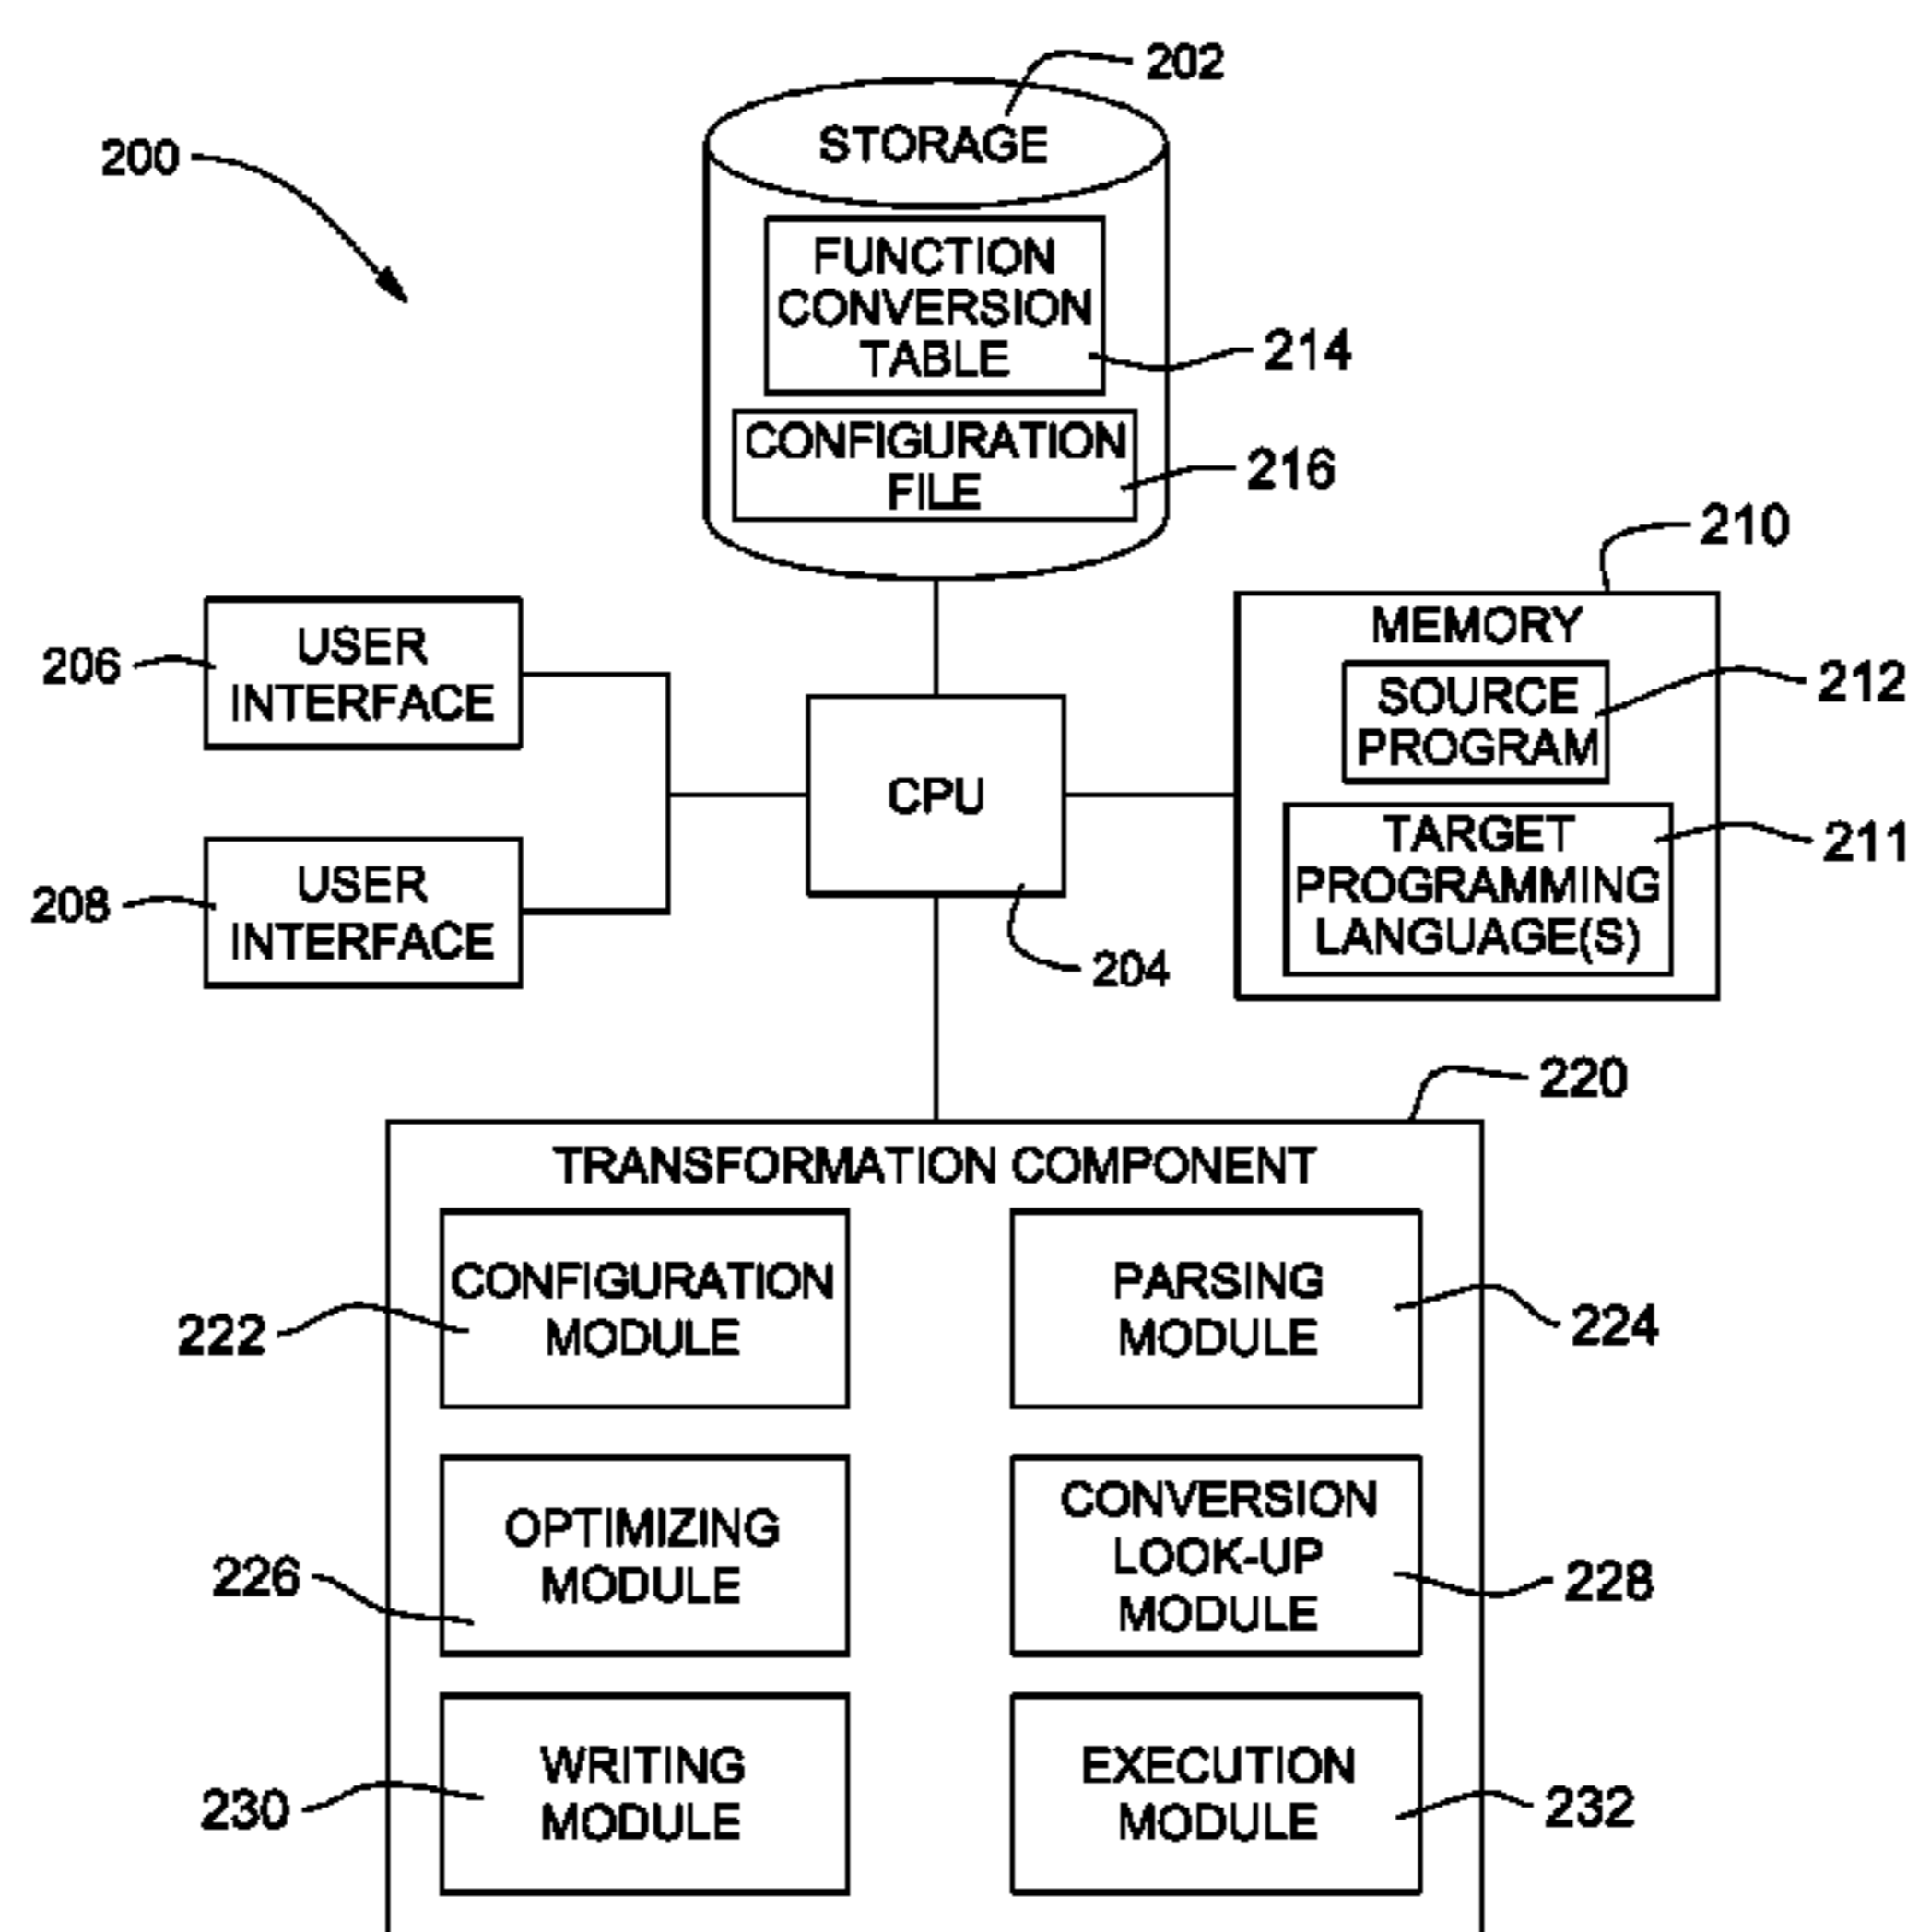 202
200
STORAGE
FUNCTION
CONVERSION
TABLE
214
CONFIGURATION
FILE
216
210
MEMORY
206
USER
INTERFACE
SOURCE
PROGRAM
212
CPU
TARGET
PROGRAMMING
LANGUAGE(S)
211
208
USER
INTERFACE
204
220
TRANSFORMATION COMPONENT
222
CONFIGURATION
MODULE
PARSING
MODULE
224
226
OPTIMIZING
MODULE
CONVERSION
LOOK-UP
MODULE
228
230
WRITING
MODULE
EXECUTION
MODULE
232